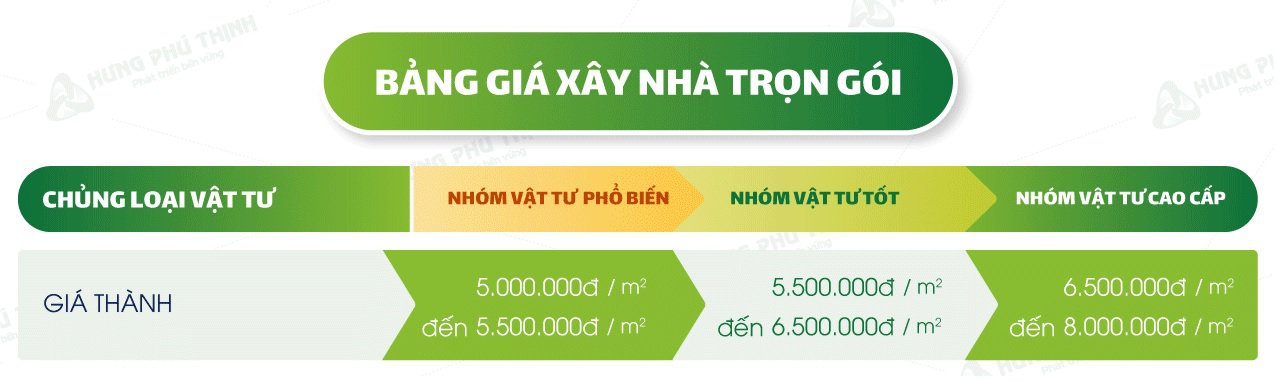 HƯNG PHÚ THỊNH
Phát triển bền vững
BẢNG GIÁ XÂY NHÀ TRỌN GÓI
CHỦNG LOẠI VẬT TƯ
NHÓM VẬT TƯ PHỔ BIẾN
NHÓM VẬT TƯ TỐT
NHÓM VẬT TƯ CAO CẤP
GIÁ THÀNH
5.000.000đ / m²
đến 5.500.000đ / m²
5.500.000đ / m²
đến 6.500.000đ / m²
6.500.000đ / m²
đến 8.000.000đ / m²